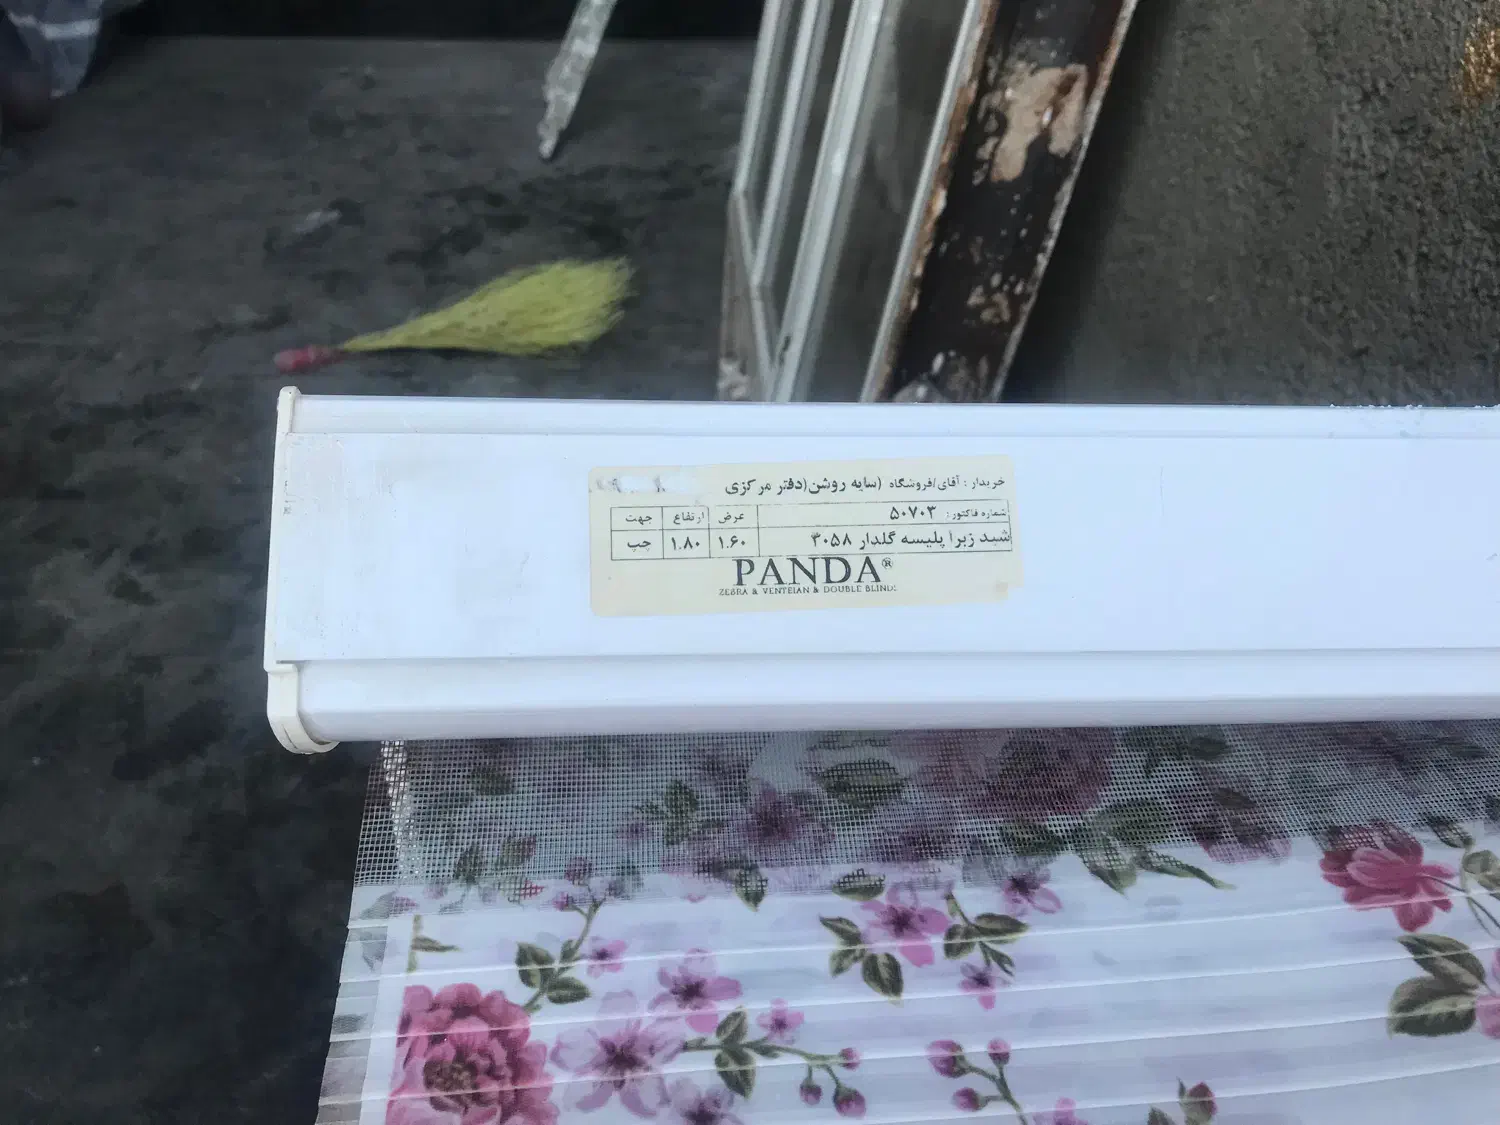 خریدار : آقای/فروشگاه (سایه روشن(دفتر مرکزی
شماره فاکتور: ۵۰۷۰۳ عرض ارتفاع جهت
شید زبرا پلیسه گلدار ۳۰۵۸ ۱.۶۰ ۱.۸۰ چپ
PANDA®
ZEBRA & VENTEIAN & DOUBLE BLINDS